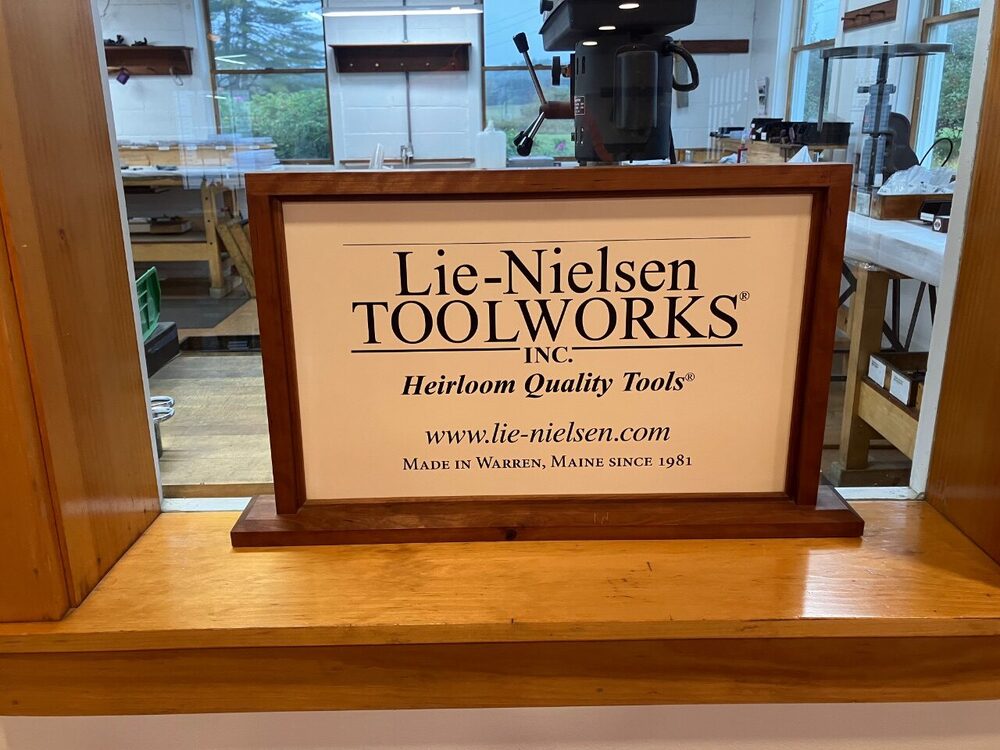 Lie-Nielsen
TOOLWORKS®
INC.
Heirloom Quality Tools®
www.lie-nielsen.com
Made in Warren, Maine since 1981